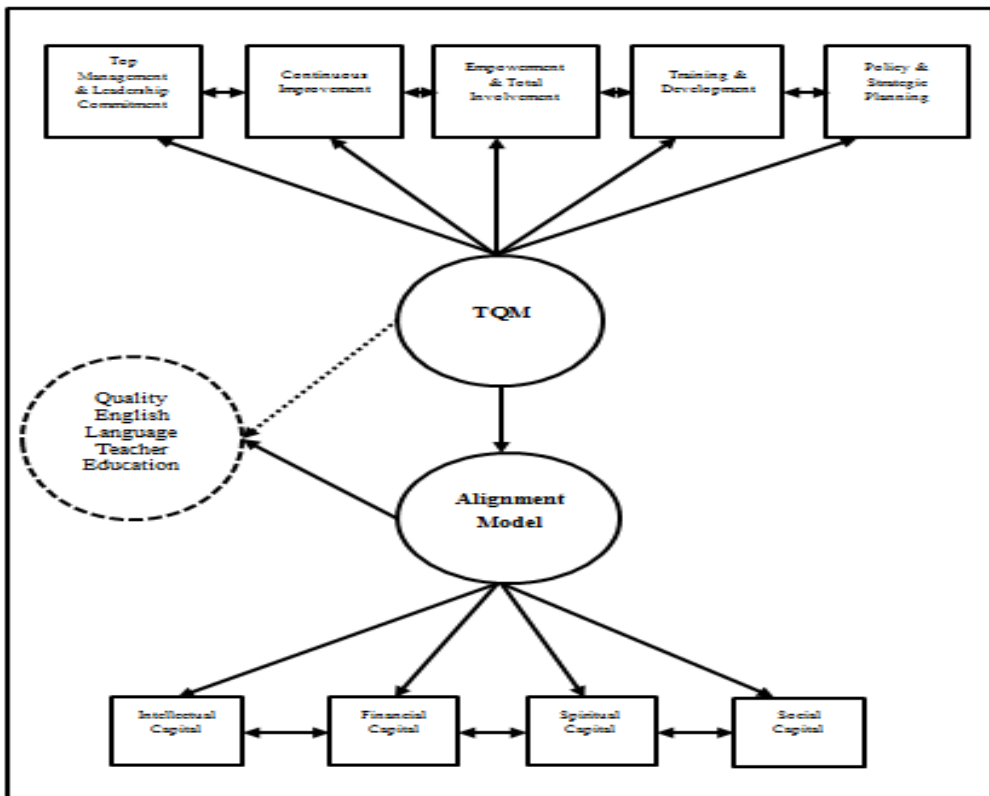 Top
Management
& Leadership
Commitment
Continuous
Improvement
Empowerment
& Total
Involvement
Training &
Development
Policy &
Strategic
Planning
TQM
Quality
English
Language
Teacher
Education
Alignment
Model
Intellectual
Capital
Financial
Capital
Spiritual
Capital
Social
Capital